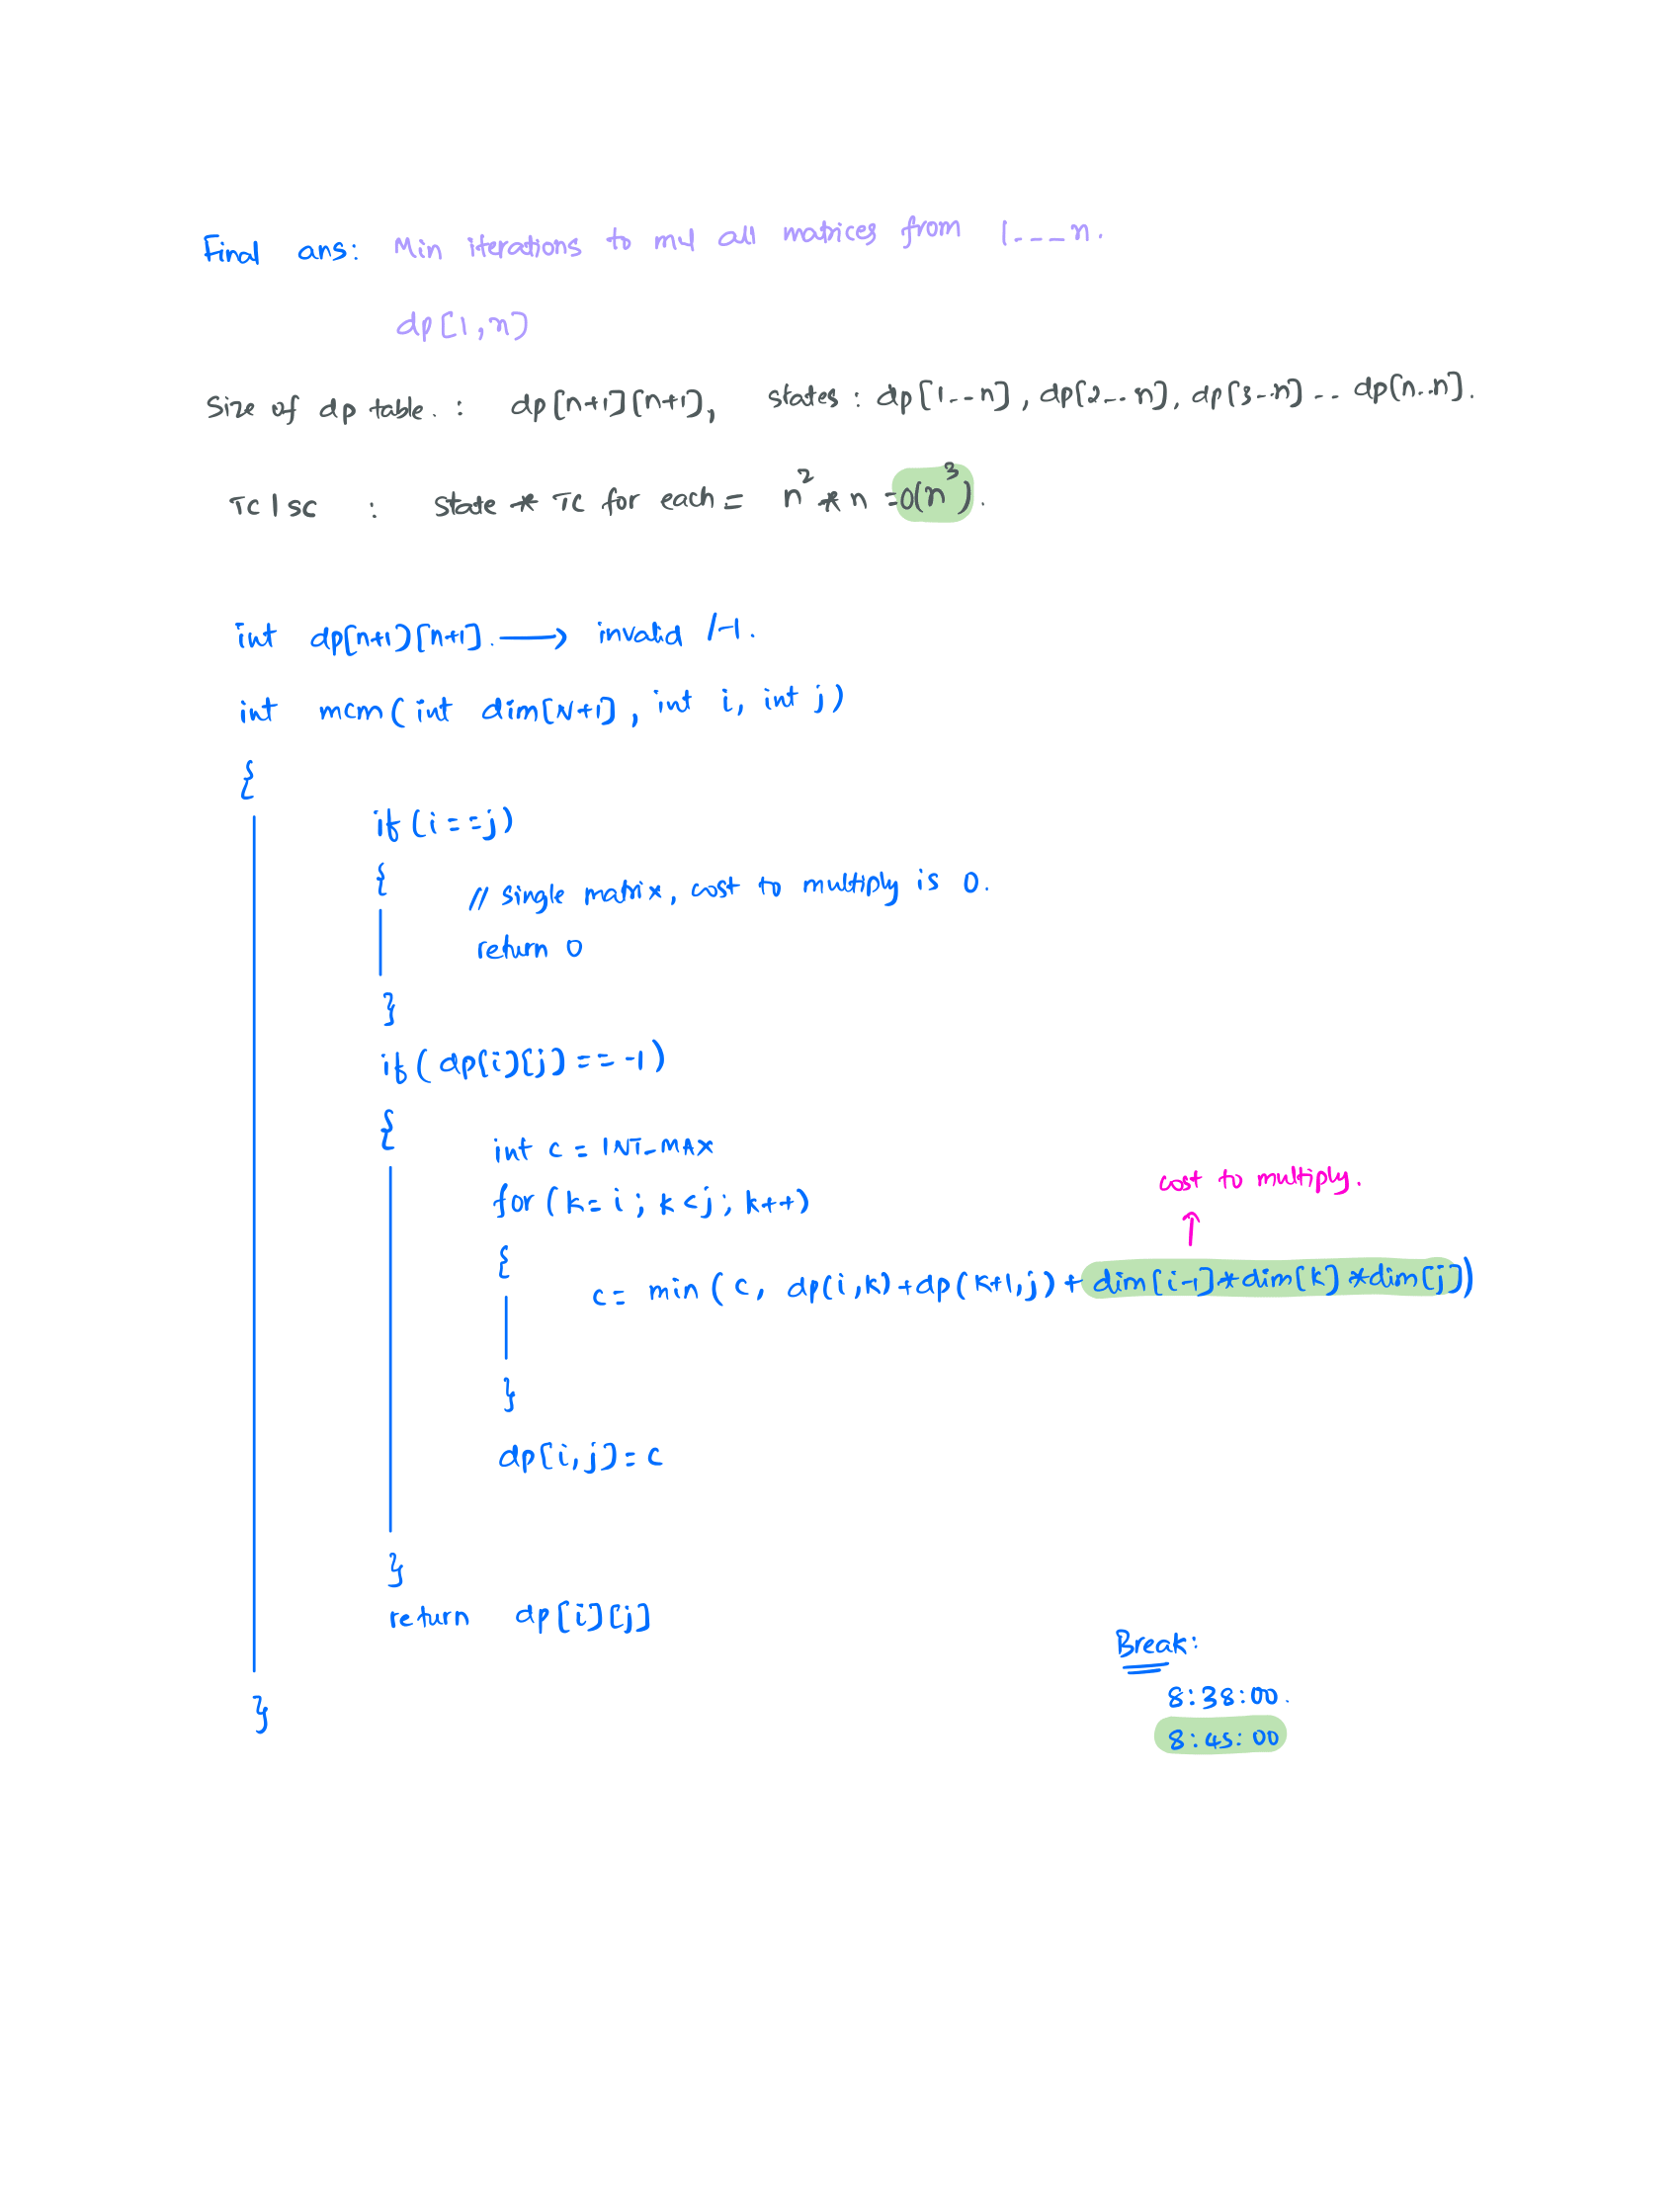 Final ans: Min iterations to mul all matrices from 1---n.
dp[1,n]
Size of dp table. : dp[n+1][n+1], states : dp[1--n], dp[2--n], dp[3--n] -- dp[n--n].
TC|SC : state * TC for each = n² * n = O(n³).
int dp[n+1][n+1]. → invalid /-1.
int mcm(int dim[N+1], int i, int j)
{
if (i==j)
{
// single matrix, cost to multiply is 0.
return 0
}
if (dp[i][j] == -1)
{
int c = INT_MAX
for (k=i; k<j; k++)
cost to multiply.
↑
{
c = min (c, dp(i,k)+dp(k+1,j)+dim[i-1]*dim[k]*dim[j])
}
dp[i,j]=c
}
return dp[i][j]
}
Break:
8:38:00.
8:45:00